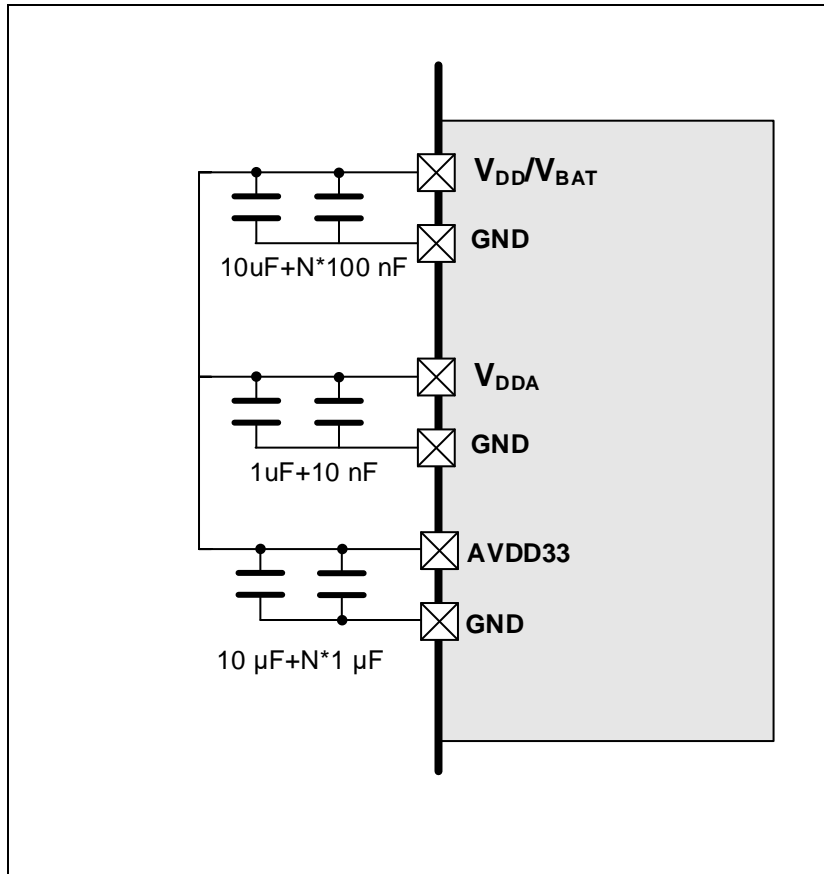 VDD/VBAT
GND
10uF+N*100 nF
VDDA
GND
1uF+10 nF
AVDD33
GND
10 µF+N*1 µF